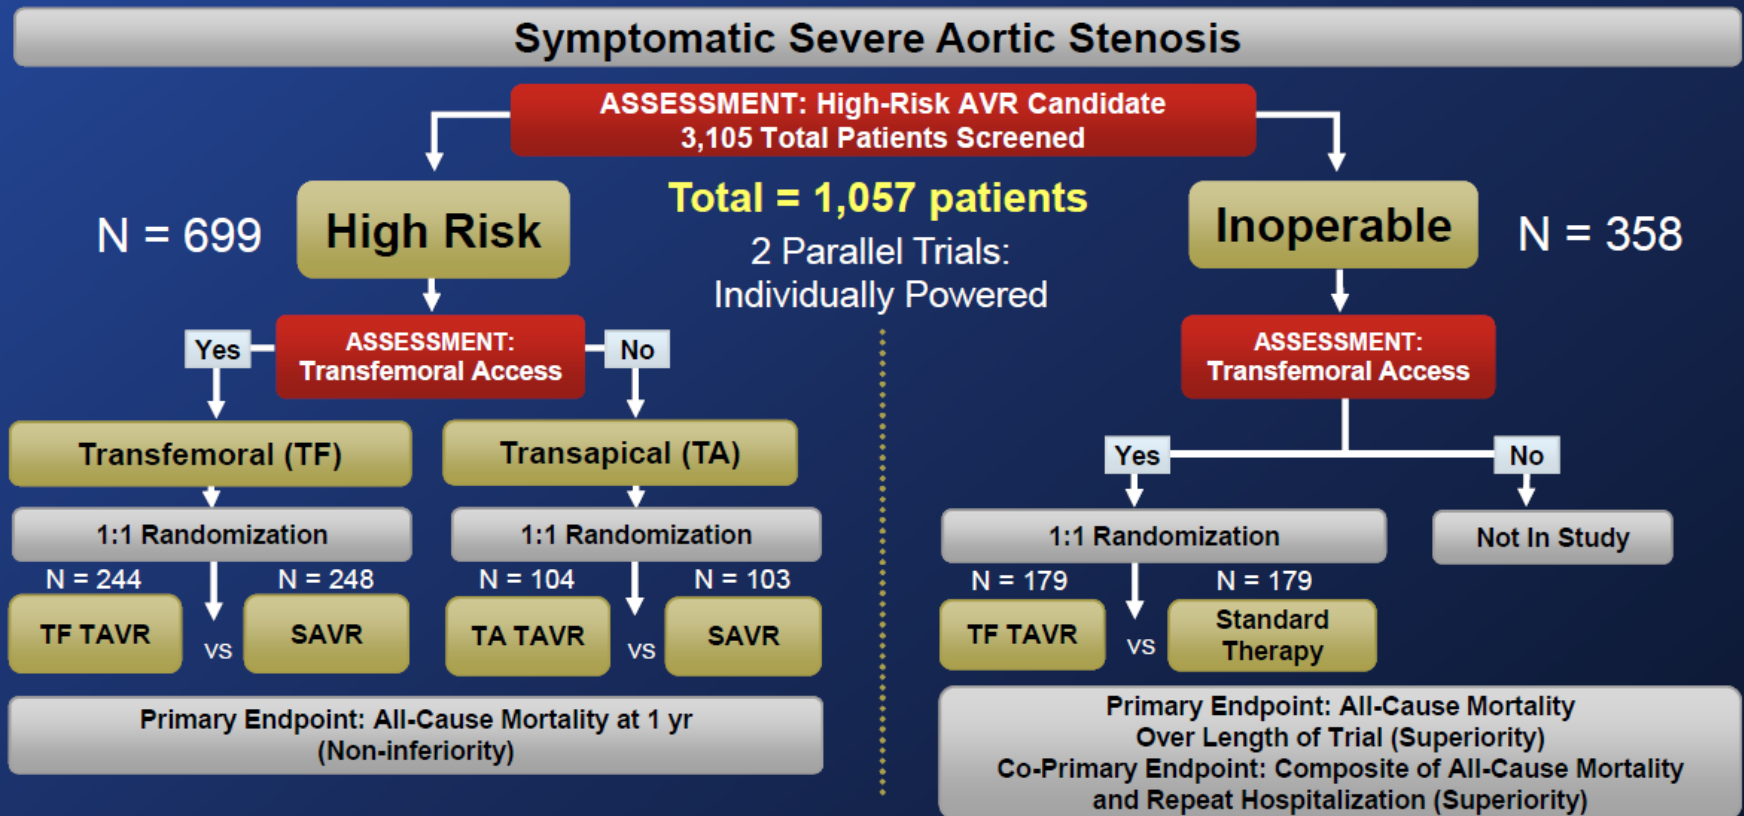 Symptomatic Severe Aortic Stenosis
ASSESSMENT: High-Risk AVR Candidate
3,105 Total Patients Screened
N = 699
High Risk
Total = 1,057 patients
2 Parallel Trials:
Individually Powered
Inoperable
N = 358
Yes
ASSESSMENT:
Transfemoral Access
No
ASSESSMENT:
Transfemoral Access
Transfemoral (TF)
Transapical (TA)
Yes
No
1:1 Randomization
1:1 Randomization
1:1 Randomization
Not In Study
N = 244
N = 248
N = 104
N = 103
N = 179
N = 179
TF TAVR
vs
SAVR
TA TAVR
vs
SAVR
TF TAVR
vs
Standard
Therapy
Primary Endpoint: All-Cause Mortality at 1 yr
(Non-inferiority)
Primary Endpoint: All-Cause Mortality
Over Length of Trial (Superiority)
Co-Primary Endpoint: Composite of All-Cause Mortality
and Repeat Hospitalization (Superiority)